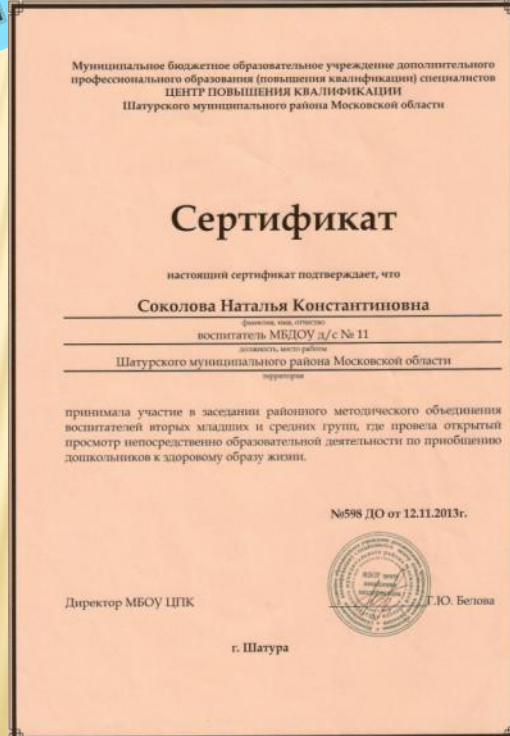 Муниципальное бюджетное образовательное учреждение дополнительного
профессионального образования (повышения квалификации) специалистов
ЦЕНТР ПОВЫШЕНИЯ КВАЛИФИКАЦИИ
Шатурского муниципального района Московской области
Сертификат
настоящий сертификат подтверждает, что
Соколова Наталья Константиновна
фамилия, имя, отчество
воспитатель МБДОУ д/с № 11
должность, место работы
Шатурского муниципального района Московской области
территория
принимала участие в заседании районного методического объединения
воспитателей вторых младших и средних групп, где провела открытый
просмотр непосредственно образовательной деятельности по приобщению
дошкольников к здоровому образу жизни.
№598 ДО от 12.11.2013г.
Директор МБОУ ЦПК
Г.Ю. Белова
г. Шатура